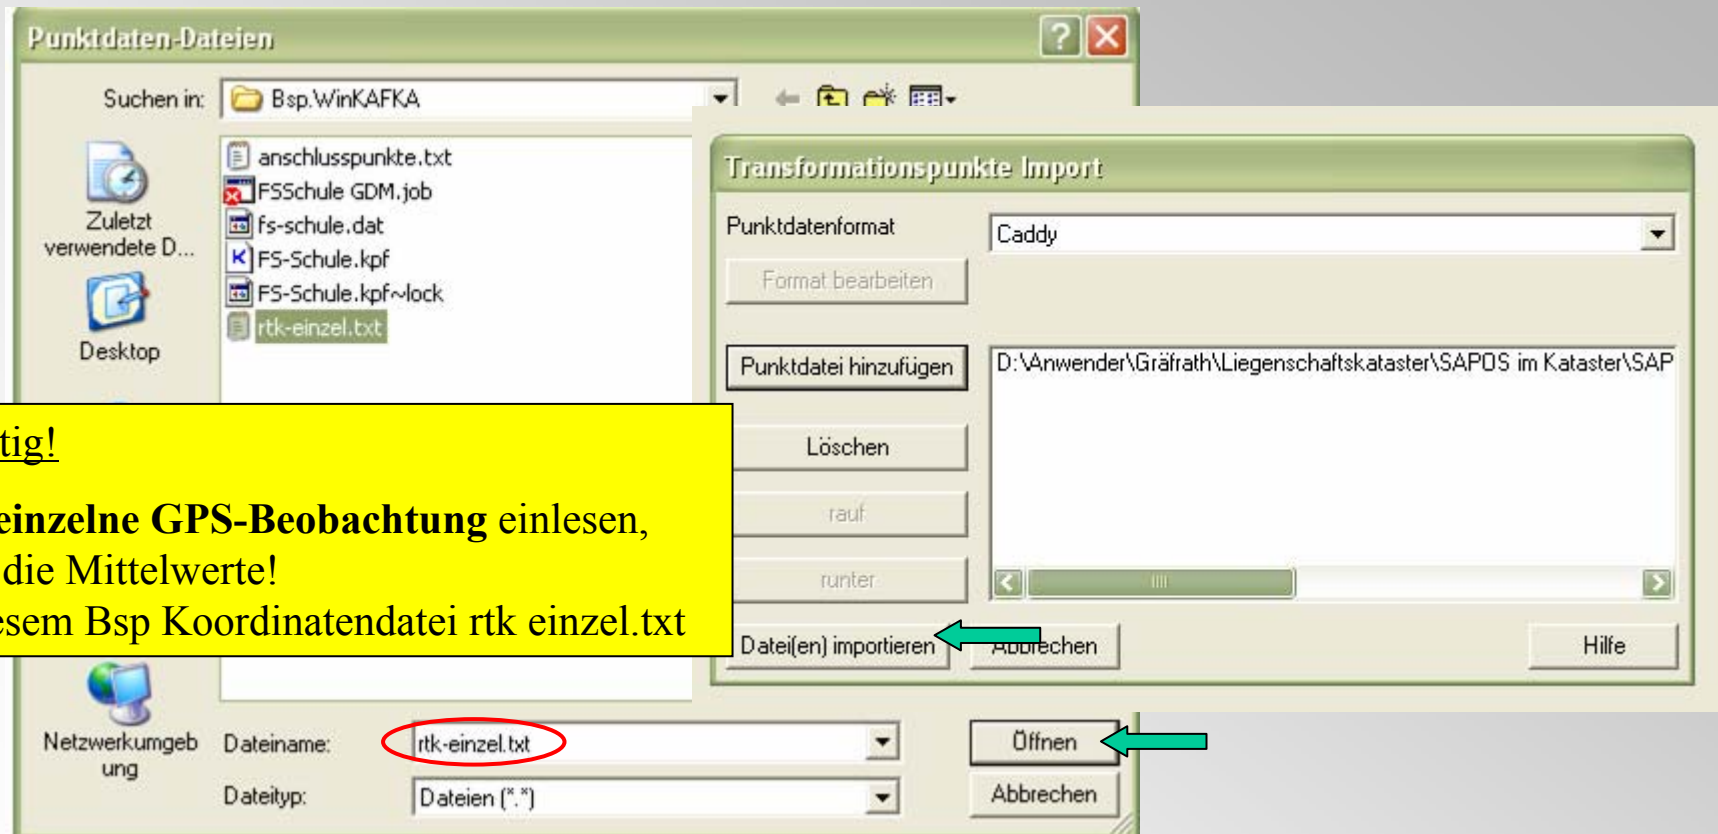 Punktdaten-Dateien
Suchen in:
Bsp.WinKAFKA
anschlusspunkte.txt
FSSchule GDM.job
fs-schule.dat
FS-Schule.kpf
FS-Schule.kpf~lock
rtk-einzel.txt
Zuletzt
verwendete D...
Desktop
Netzwerkumgeb
ung
Dateiname:
rtk-einzel.txt
Öffnen
Dateityp:
Dateien (*.*)
Abbrechen
Transformationspunkte Import
Punktdatenformat
Caddy
Format bearbeiten
Punktdatei hinzufügen
D:\Anwender\Gräfrath\Liegenschaftskataster\SAPOS im Kataster\SAP
Löschen
rauf
runter
Datei(en) importieren
Abbrechen
Hilfe
tig!
einzelne GPS-Beobachtung einlesen,
die Mittelwerte!
esem Bsp Koordinatendatei rtk einzel.txt